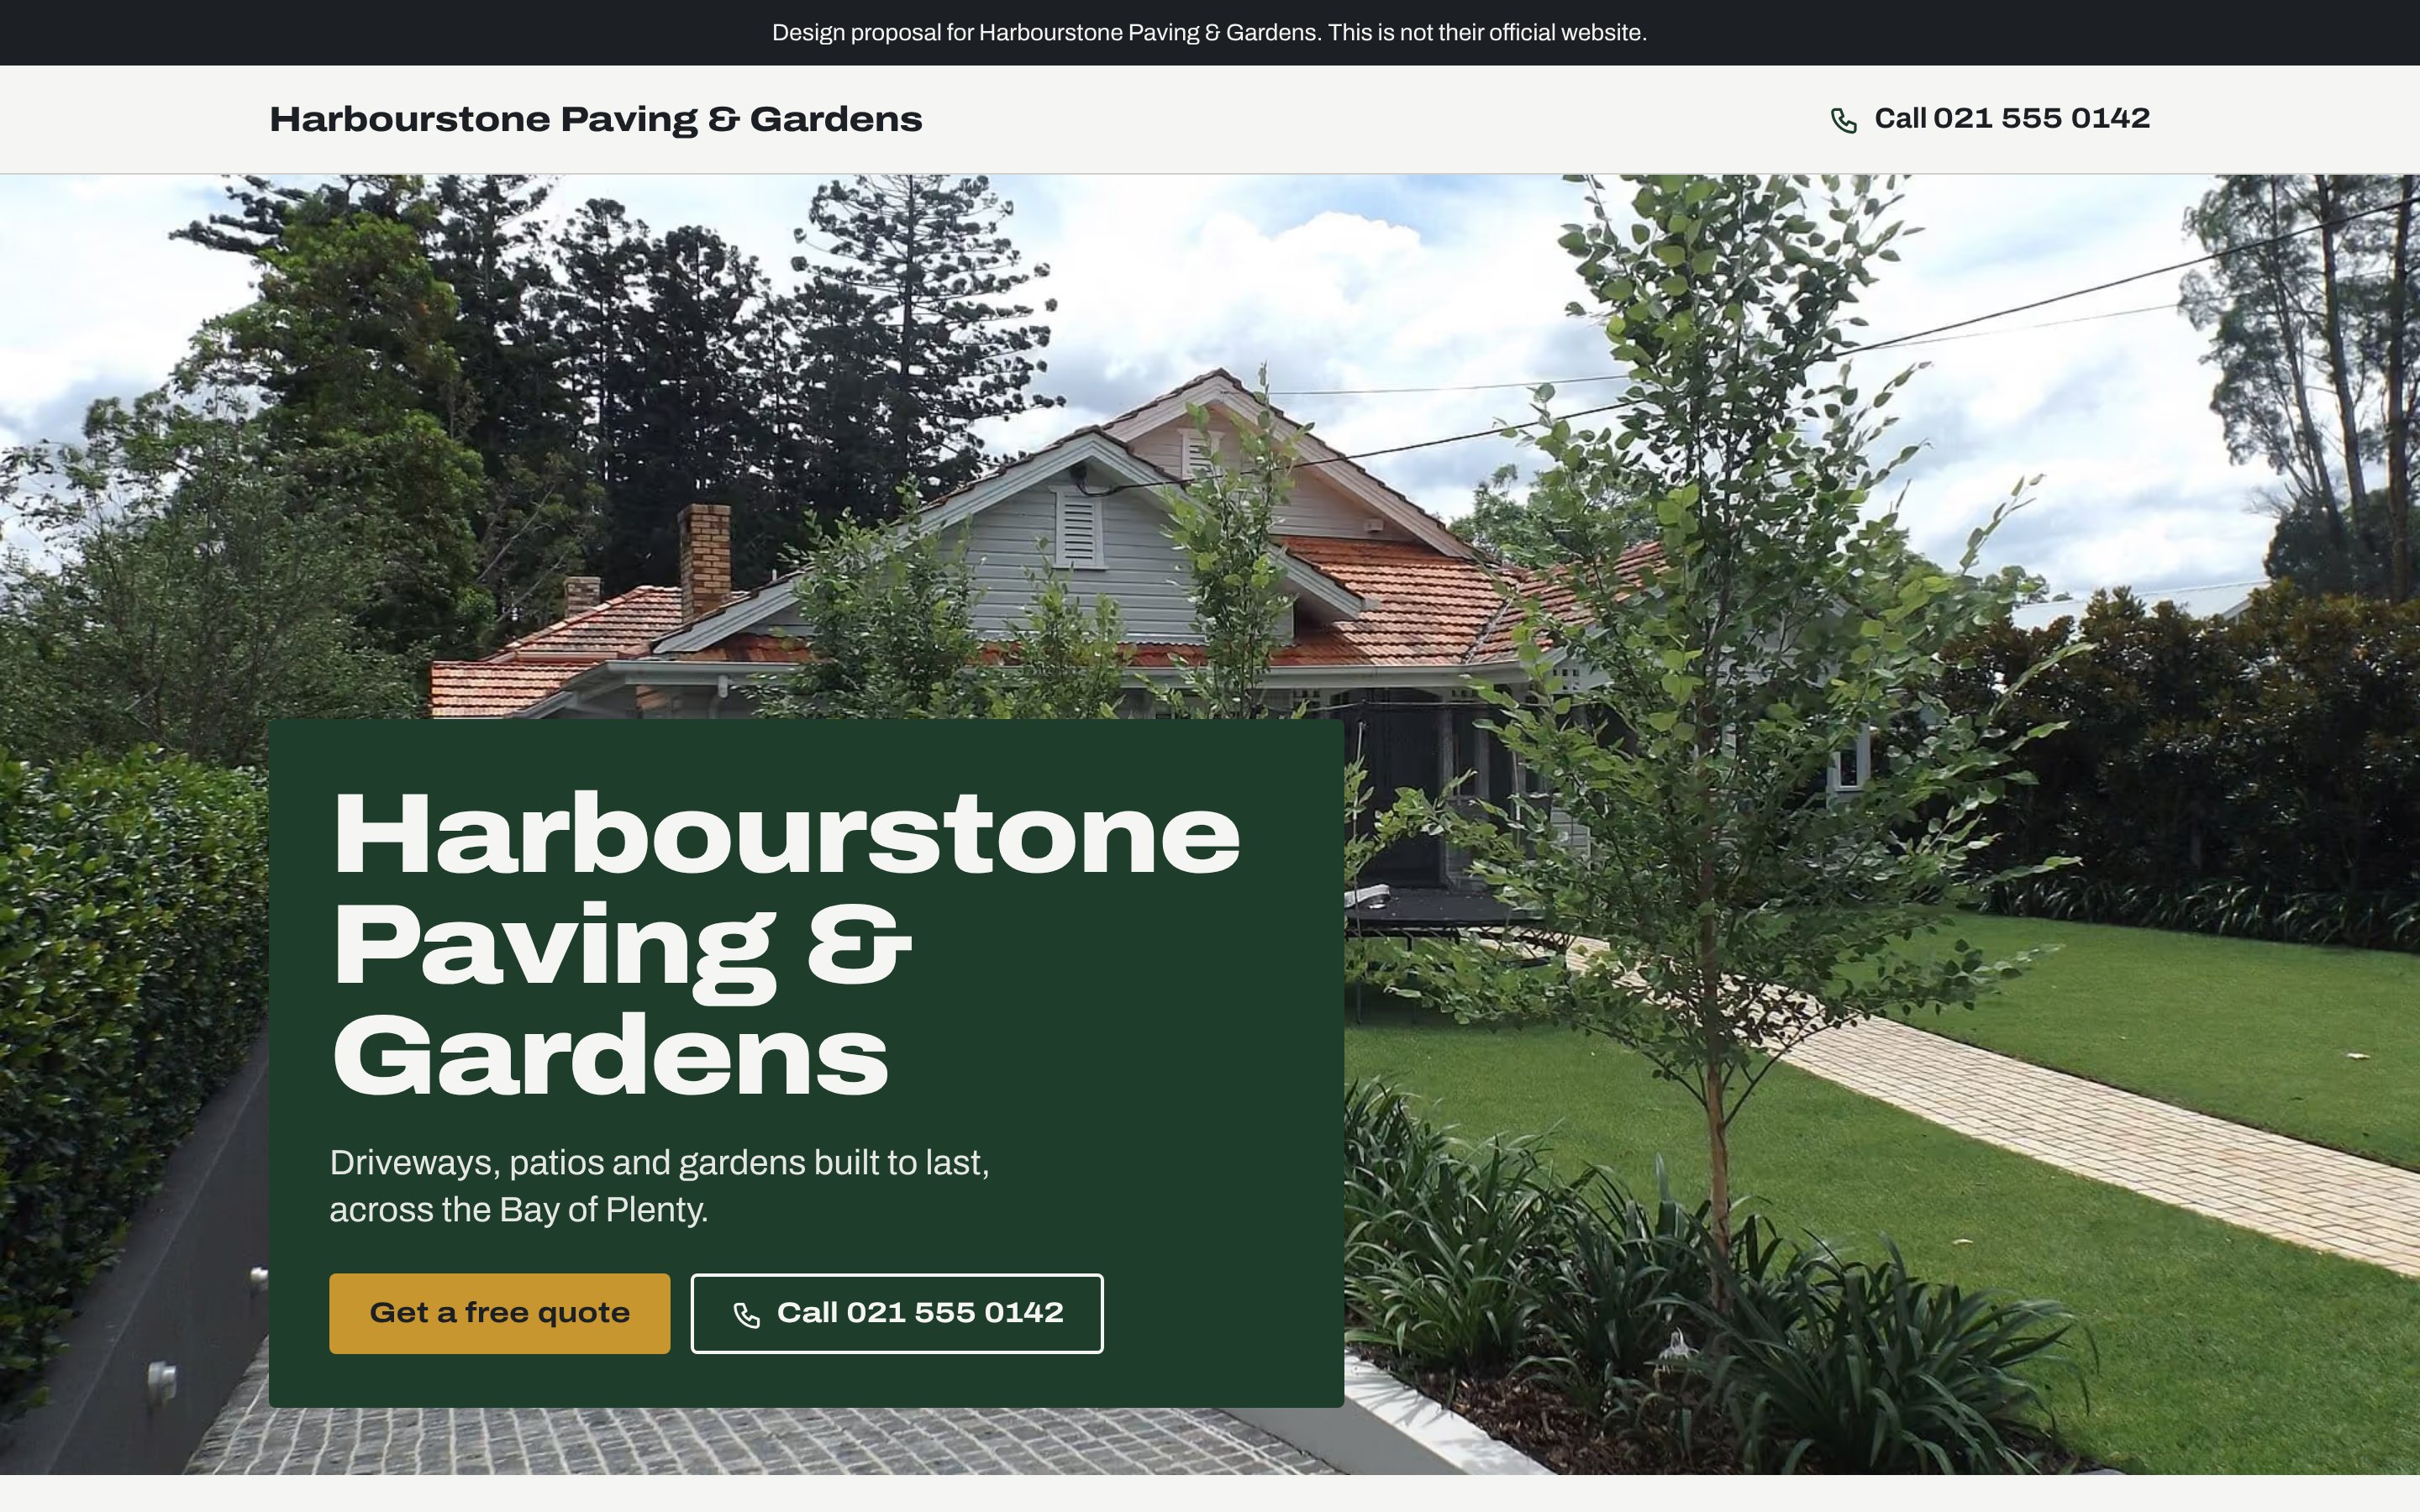 Design proposal for Harbourstone Paving & Gardens. This is not their official website.
Harbourstone Paving & Gardens
Call 021 555 0142
Harbourstone
Paving &
Gardens
Driveways, patios and gardens built to last,
across the Bay of Plenty.
Get a free quote
Call 021 555 0142